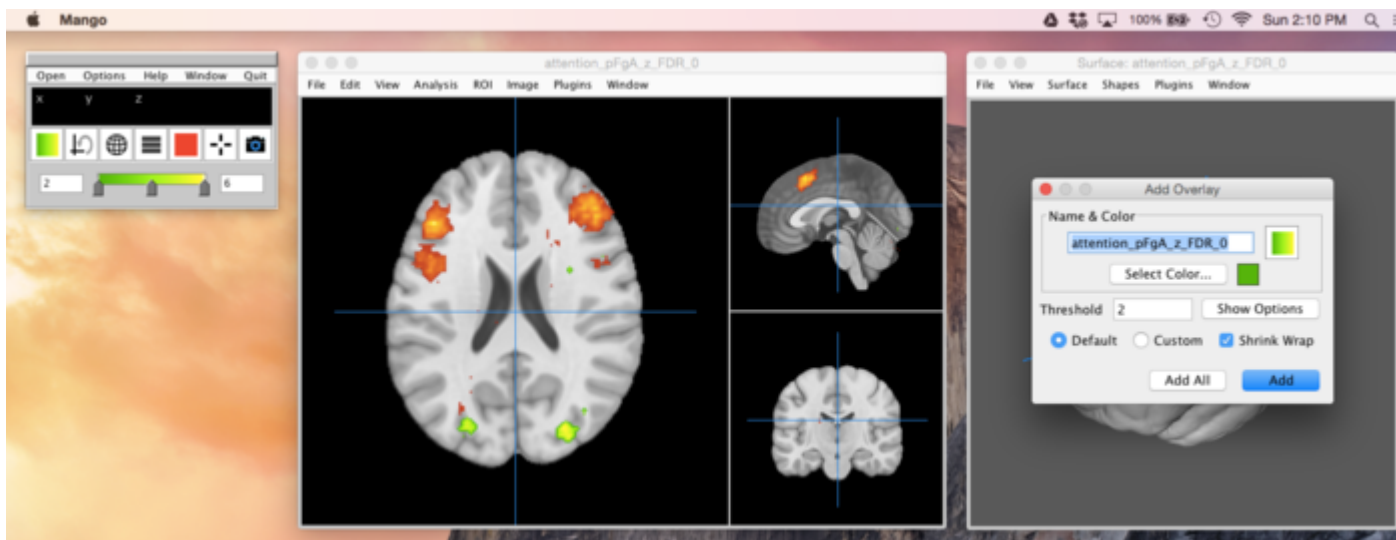 Mango
100%
Sun 2:10 PM
Open Options Help Window Quit
x y z
2
6
attention_pFgA_z_FDR_0
File Edit View Analysis ROI Image Plugins Window
Surface: attention_pFgA_z_FDR_0
File View Surface Shapes Plugins Window
Add Overlay
Name & Color
attention_pFgA_z_FDR_0
Select Color...
Threshold 2 Show Options
Default Custom Shrink Wrap
Add All Add